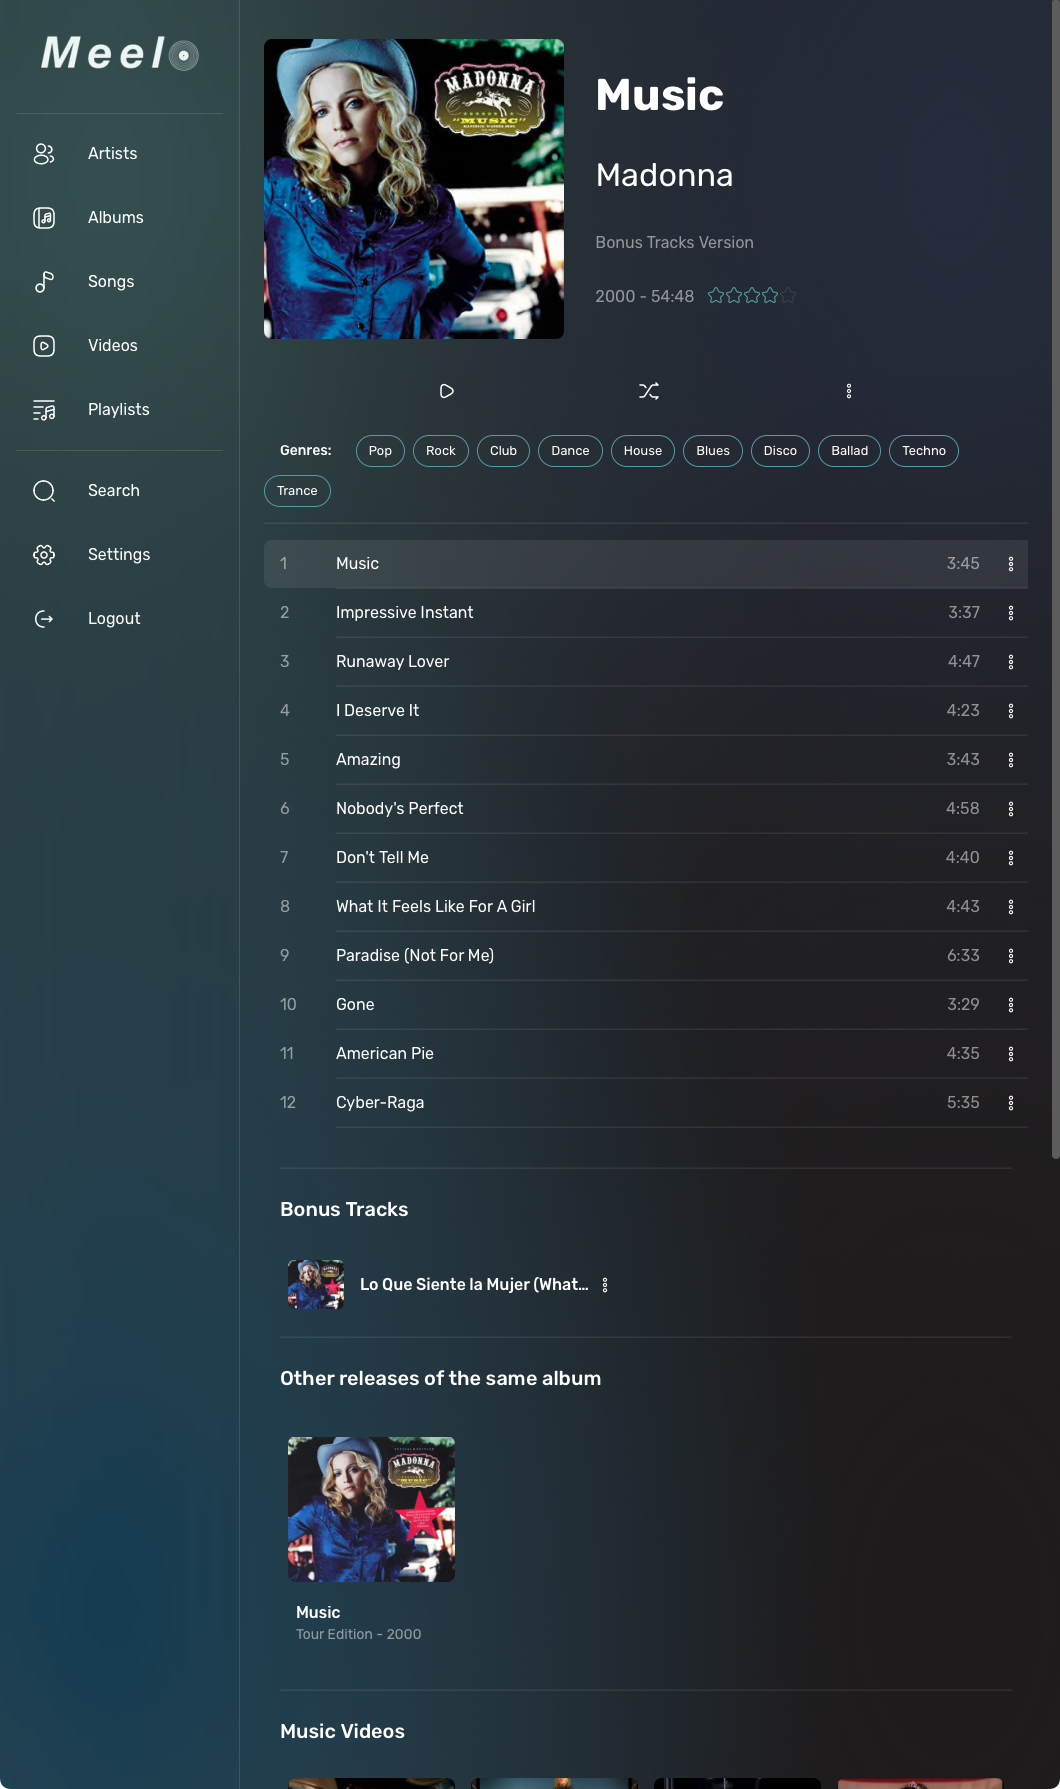 Meelo
Artists
Albums
Songs
Videos
Playlists
Search
Settings
Logout
MADONNA
"MUSIC"
Music
Madonna
Bonus Tracks Version
2000 - 54:48
Genres: Pop Rock Club Dance House Blues Disco Ballad Techno
Trance
1 Music 3:45
2 Impressive Instant 3:37
3 Runaway Lover 4:47
4 I Deserve It 4:23
5 Amazing 3:43
6 Nobody's Perfect 4:58
7 Don't Tell Me 4:40
8 What It Feels Like For A Girl 4:43
9 Paradise (Not For Me) 6:33
10 Gone 3:29
11 American Pie 4:35
12 Cyber-Raga 5:35
Bonus Tracks
Lo Que Siente la Mujer (What...
Other releases of the same album
MADONNA
"MUSIC"
Music
Tour Edition - 2000
Music Videos